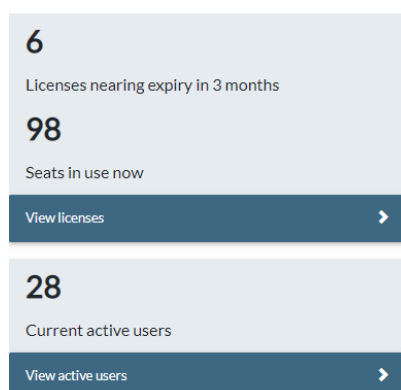 6
Licenses nearing expiry in 3 months
98
Seats in use now
View licenses
28
Current active users
View active users